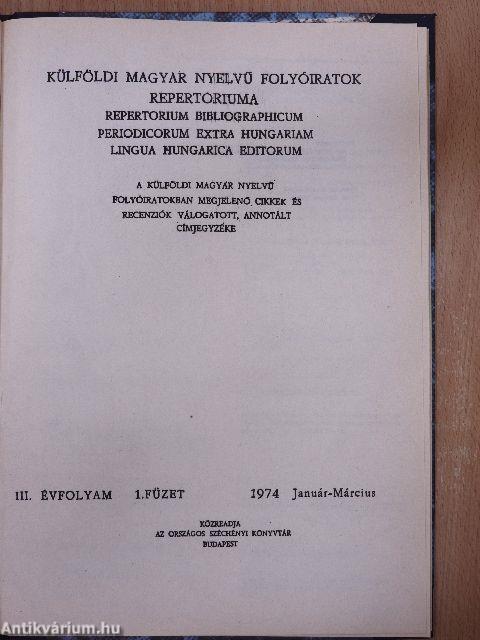 KÜLFÖLDI MAGYAR NYELVŰ FOLYÓIRATOK
REPERTÓRIUMA
REPERTORIUM BIBLIOGRAPHICUM
PERIODICORUM EXTRA HUNGARIAM
LINGUA HUNGARICA EDITORUM
A KÜLFÖLDI MAGYAR NYELVŰ
FOLYÓIRATOKBAN MEGJELENŐ CIKKEK ÉS
RECENZIÓK VÁLOGATOTT, ANNOTÁLT
CÍMJEGYZÉKE
III. ÉVFOLYAM 1.FÜZET 1974 Január-Március
KÖZREADJA
AZ ORSZÁGOS SZÉCHÉNYI KÖNYVTÁR
BUDAPEST
Antikvárium.hu